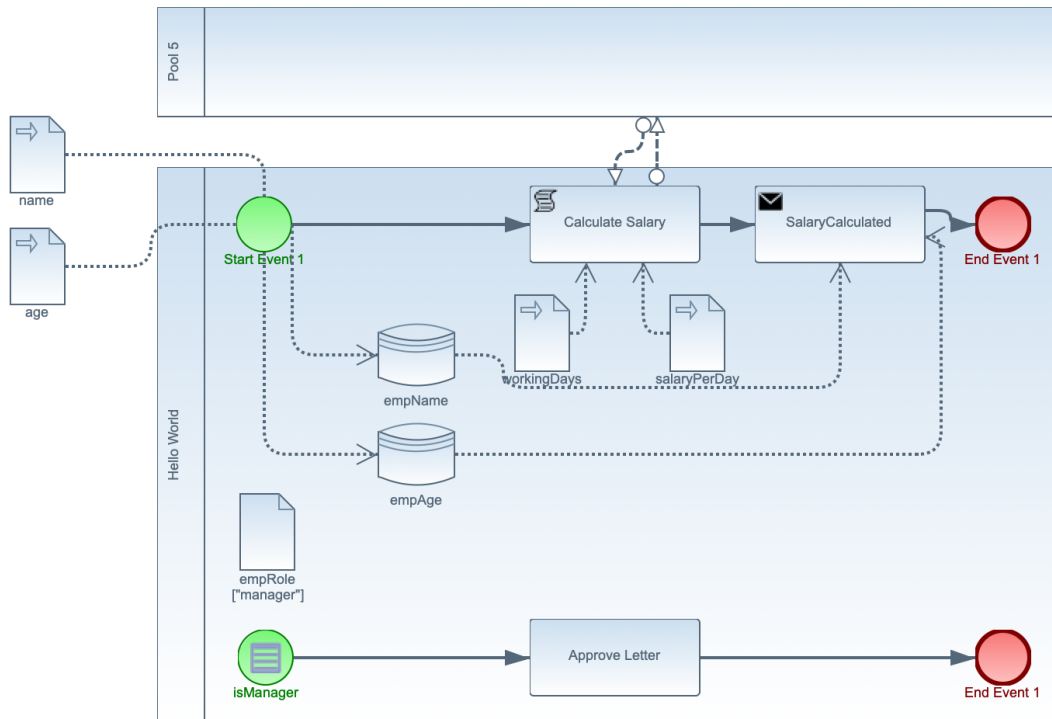 Pool 5
name
age
Hello World
Start Event 1
Calculate Salary
SalaryCalculated
End Event 1
workingDays
salaryPerDay
empName
empAge
empRole
["manager"]
isManager
Approve Letter
End Event 1